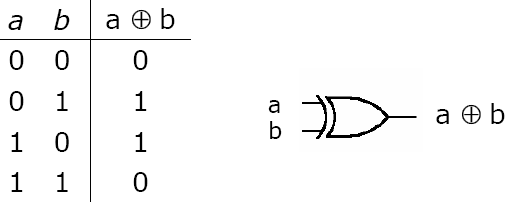 a b a ⊕ b
0 0 0
0 1 1
1 0 1
1 1 0
a
b
a ⊕ b